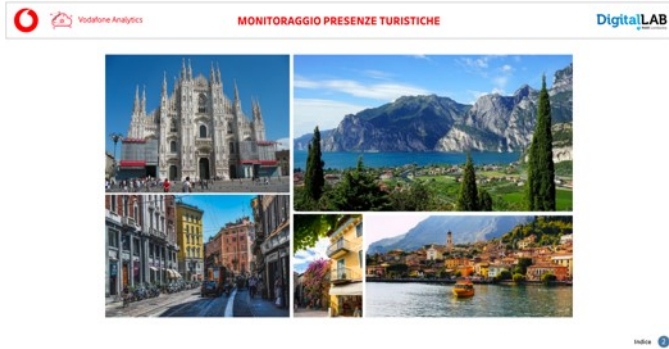 Vodafone Analytics
MONITORAGGIO PRESENZE TURISTICHE
DigitalLAB
Indice 2